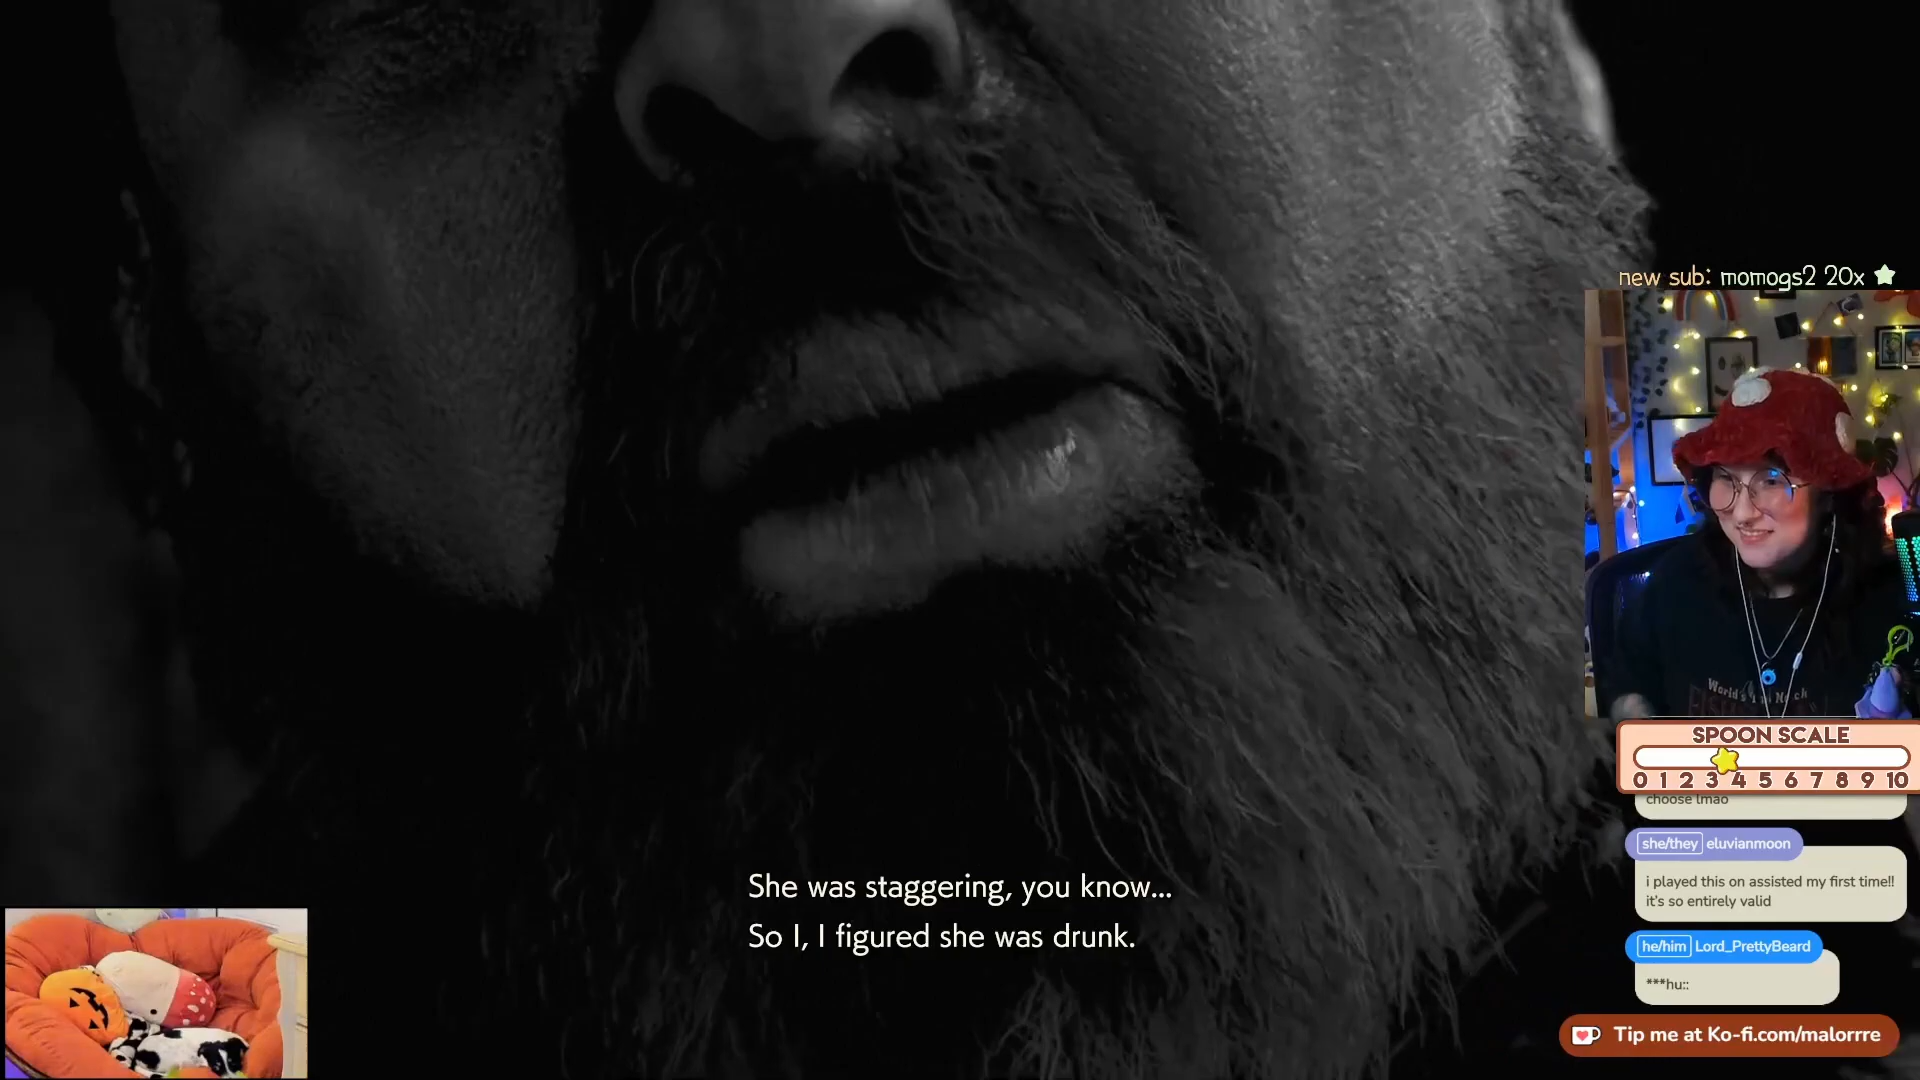 new sub: momogs2 20x
SPOON SCALE
0 1 2 3 4 5 6 7 8 9 10
choose lmao
she/they eluvianmoon
i played this on assisted my first time!!
it's so entirely valid
he/him Lord_PrettyBeard
***hu::
Tip me at Ko-fi.com/malorrre
She was staggering, you know...
So I, I figured she was drunk.